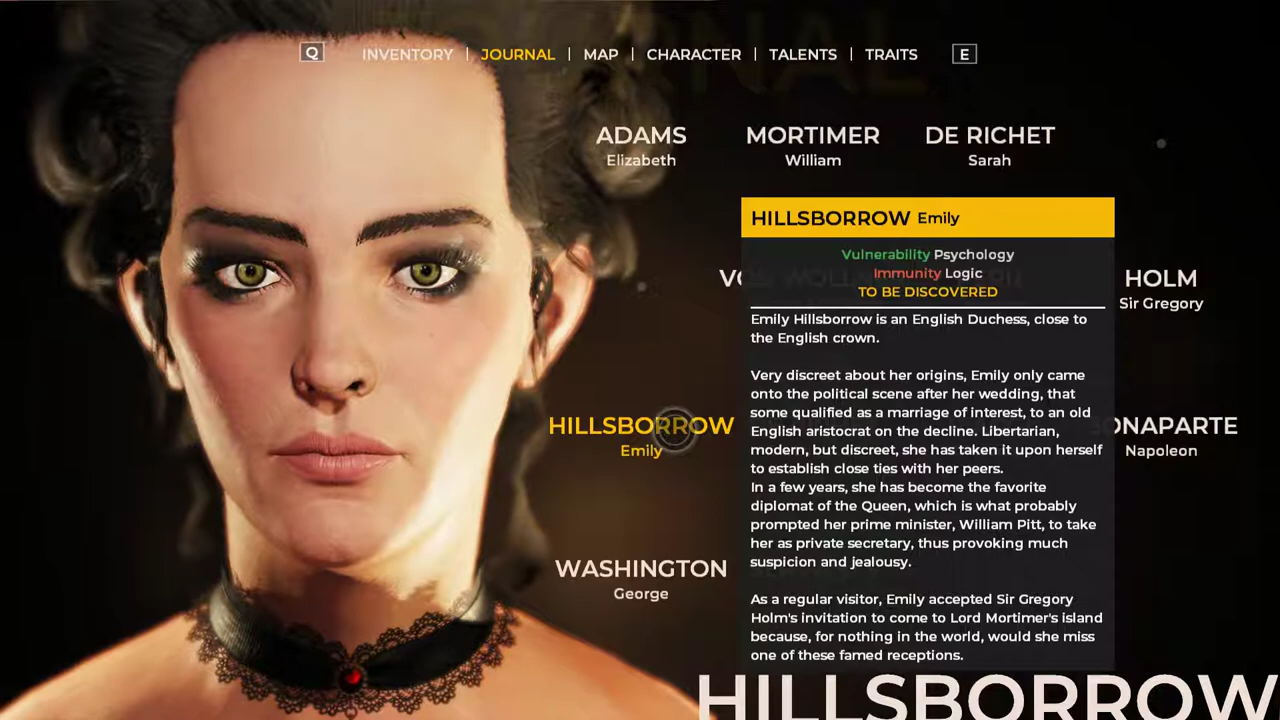 Q INVENTORY | JOURNAL | MAP | CHARACTER | TALENTS | TRAITS E
ADAMS MORTIMER DE RICHET
Elizabeth William Sarah
HILLSBORROW Emily
Vulnerability Psychology
Immunity Logic
TO BE DISCOVERED
Emily Hillsborrow is an English Duchess, close to
the English crown.
Very discreet about her origins, Emily only came
onto the political scene after her wedding, that
some qualified as a marriage of interest, to an old
English aristocrat on the decline. Libertarian,
modern, but discreet, she has taken it upon herself
to establish close ties with her peers.
In a few years, she has become the favorite
diplomat of the Queen, which is what probably
prompted her prime minister, William Pitt, to take
her as private secretary, thus provoking much
suspicion and jealousy.
As a regular visitor, Emily accepted Sir Gregory
Holm's invitation to come to Lord Mortimer's island
because, for nothing in the world, would she miss
one of these famed receptions.
HOLM
Sir Gregory
HILLSBORROW
Emily
ONAPARTE
Napoleon
WASHINGTON
George
HILLSBORROW